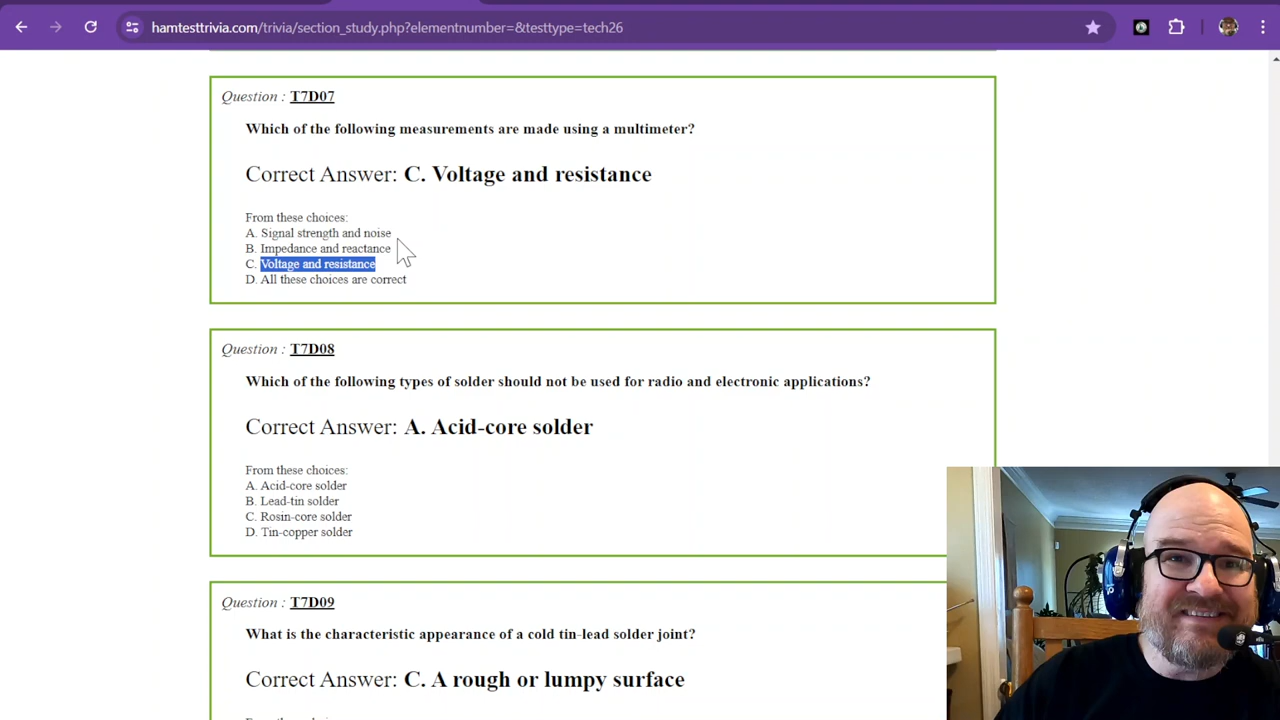 hamtesttrivia.com/trivia/section_study.php?elementnumber=&testtype=tech26
Question : T7D07
Which of the following measurements are made using a multimeter?
Correct Answer: C. Voltage and resistance
From these choices:
A. Signal strength and noise
B. Impedance and reactance
C. Voltage and resistance
D. All these choices are correct
Question : T7D08
Which of the following types of solder should not be used for radio and electronic applications?
Correct Answer: A. Acid-core solder
From these choices:
A. Acid-core solder
B. Lead-tin solder
C. Rosin-core solder
D. Tin-copper solder
Question : T7D09
What is the characteristic appearance of a cold tin-lead solder joint?
Correct Answer: C. A rough or lumpy surface